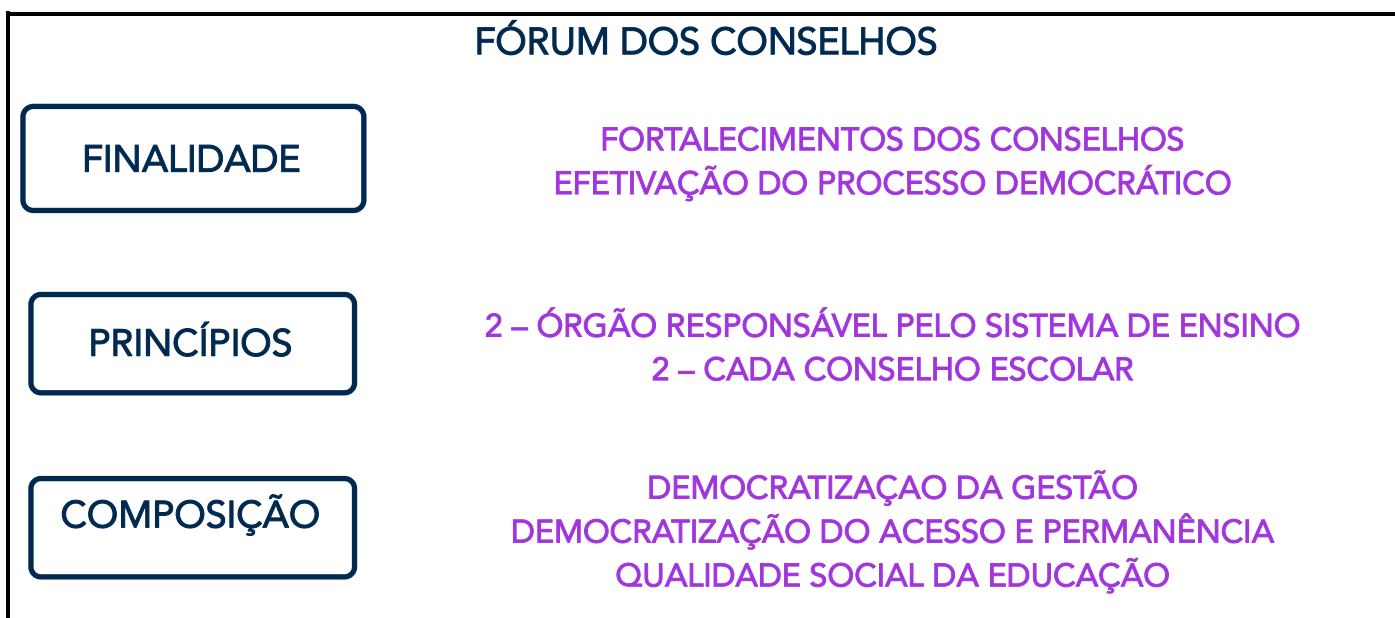 FÓRUM DOS CONSELHOS
FINALIDADE
FORTALECIMENTOS DOS CONSELHOS
EFETIVAÇÃO DO PROCESSO DEMOCRÁTICO
PRINCÍPIOS
2 – ÓRGÃO RESPONSÁVEL PELO SISTEMA DE ENSINO
2 – CADA CONSELHO ESCOLAR
COMPOSIÇÃO
DEMOCRATIZAÇAO DA GESTÃO
DEMOCRATIZAÇÃO DO ACESSO E PERMANÊNCIA
QUALIDADE SOCIAL DA EDUCAÇÃO